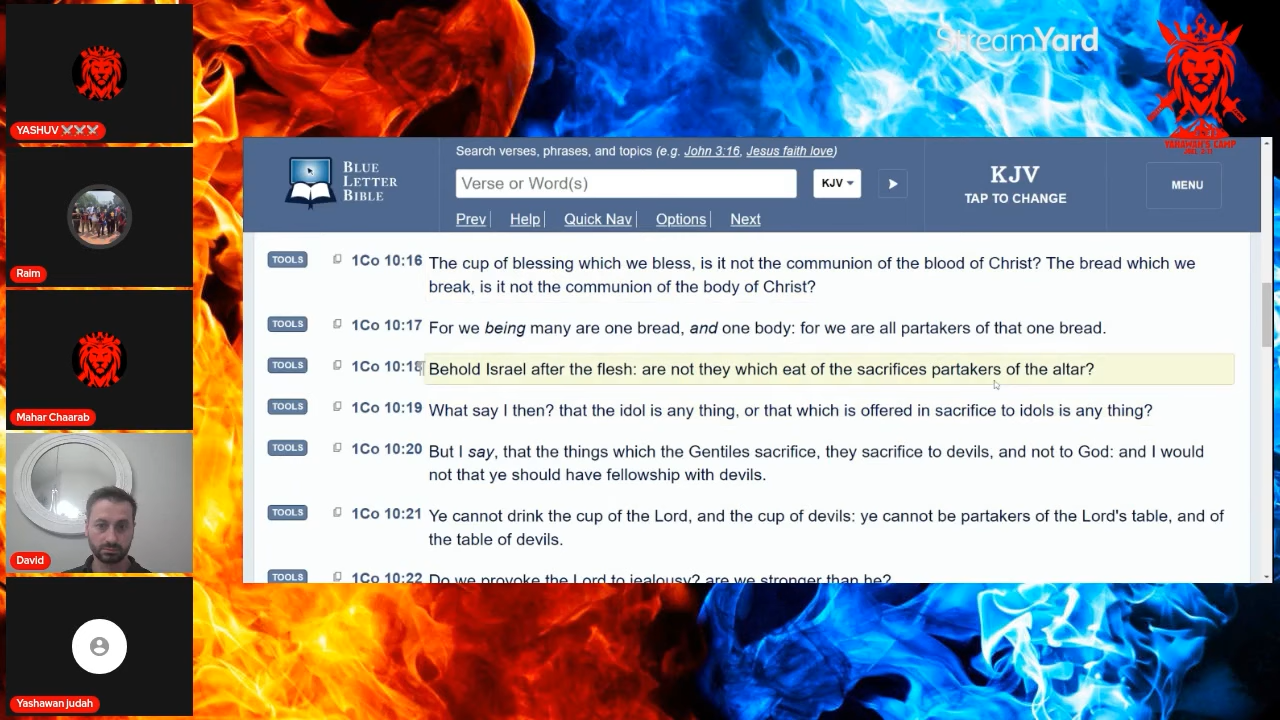 StreamYard
YAHAWAH'S CAMP
YASHUV ⚔⚔⚔
Raim
Mahar Chaarab
David
Yashawan judah
BLUE
LETTER
BIBLE
Search verses, phrases, and topics (e.g. John 3:16, Jesus faith love)
Verse or Word(s)
KJV
Prev
Help
Quick Nav
Options
Next
KJV
TAP TO CHANGE
MENU
TOOLS 1Co 10:16 The cup of blessing which we bless, is it not the communion of the blood of Christ? The bread which we
break, is it not the communion of the body of Christ?
TOOLS 1Co 10:17 For we being many are one bread, and one body: for we are all partakers of that one bread.
TOOLS 1Co 10:18 ¶ Behold Israel after the flesh: are not they which eat of the sacrifices partakers of the altar?
TOOLS 1Co 10:19 What say I then? that the idol is any thing, or that which is offered in sacrifice to idols is any thing?
TOOLS 1Co 10:20 But I say, that the things which the Gentiles sacrifice, they sacrifice to devils, and not to God: and I would
not that ye should have fellowship with devils.
TOOLS 1Co 10:21 Ye cannot drink the cup of the Lord, and the cup of devils: ye cannot be partakers of the Lord's table, and of
the table of devils.
TOOLS 1Co 10:22 Do we provoke the Lord to jealousy? are we stronger than he?